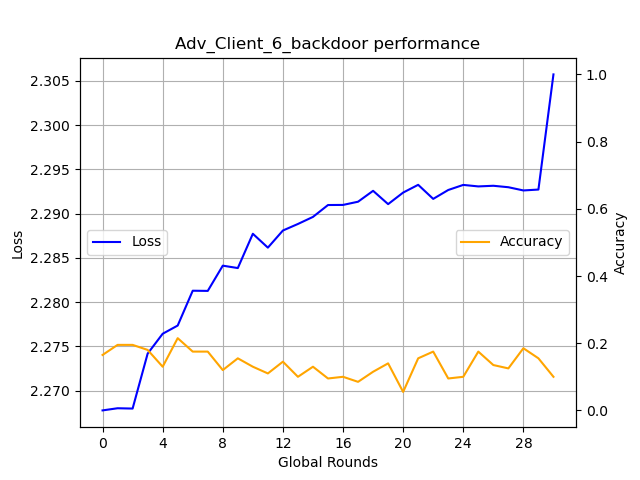 Adv_Client_6_backdoor performance
2.305
2.300
2.295
2.290
2.285
2.280
2.275
2.270
Loss
Loss
Accuracy
1.0
0.8
0.6
0.4
0.2
0.0
Accuracy
0 4 8 12 16 20 24 28
Global Rounds